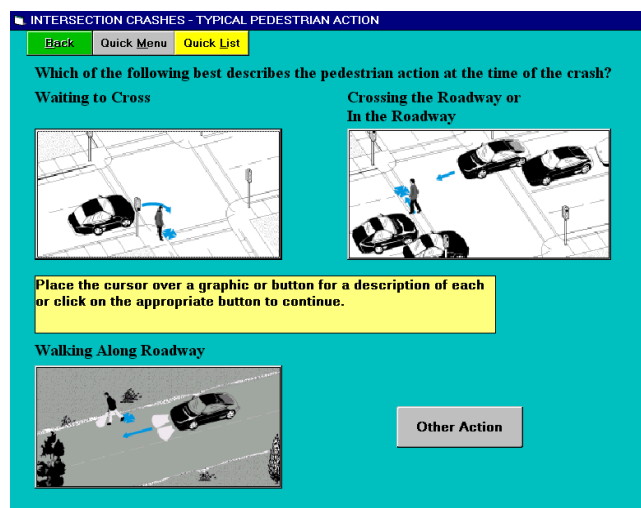 INTERSECTION CRASHES - TYPICAL PEDESTRIAN ACTION
Back Quick Menu Quick List
Which of the following best describes the pedestrian action at the time of the crash?
Waiting to Cross
Crossing the Roadway or
In the Roadway
Place the cursor over a graphic or button for a description of each
or click on the appropriate button to continue.
Walking Along Roadway
Other Action